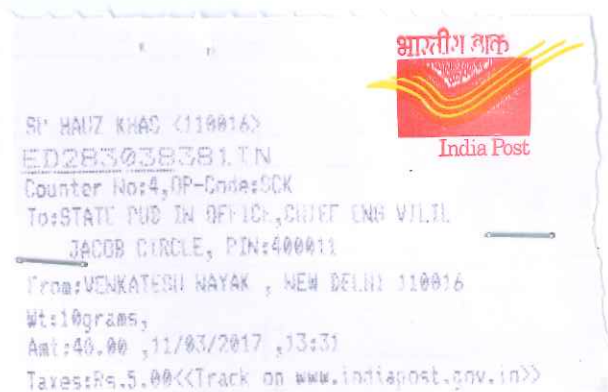 भारतीय डाक
India Post
SP HAUZ KHAS <110016>
ED283038381IN
Counter No:4,OP-Code:SCK
To:STATE PUB IN OFFICE,CHIEF ENG
JACOB CIRCLE, PIN:400011
From:VENKATESH NAYAK , NEW DELHI 110016
Wt:10grams,
Amt:40.00 ,11/03/2017 ,13:31
Taxes:Rs.5.00<<Track on www.indiapost.gov.in>>